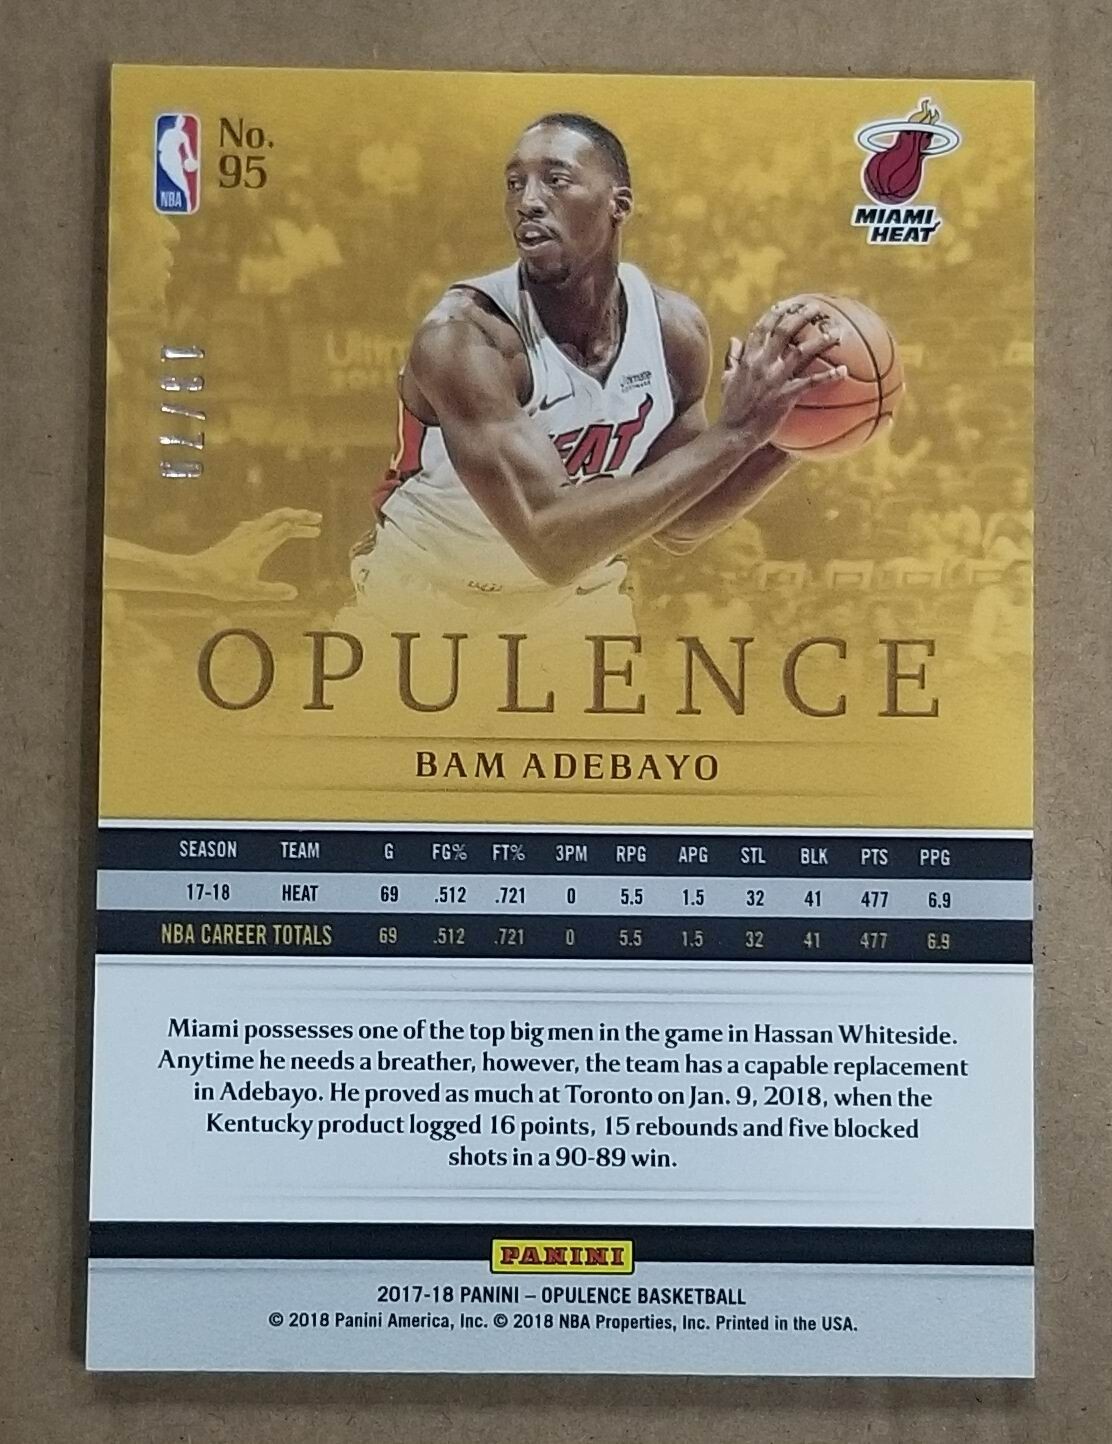 NBA
No.
95
MIAMI
HEAT
Ultimate
SOFTWARE
EAT
OPULENCE
BAM ADEBAYO
SEASON TEAM G FG% FT% 3PM RPG APG STL BLK PTS PPG
17-18 HEAT 69 .512 .721 0 5.5 1.5 32 41 477 6.9
NBA CAREER TOTALS 69 .512 .721 0 5.5 1.5 32 41 477 6.9
Miami possesses one of the top big men in the game in Hassan Whiteside.
Anytime he needs a breather, however, the team has a capable replacement
in Adebayo. He proved as much at Toronto on Jan. 9, 2018, when the
Kentucky product logged 16 points, 15 rebounds and five blocked
shots in a 90-89 win.
PANINI
2017-18 PANINI – OPULENCE BASKETBALL
© 2018 Panini America, Inc. © 2018 NBA Properties, Inc. Printed in the USA.